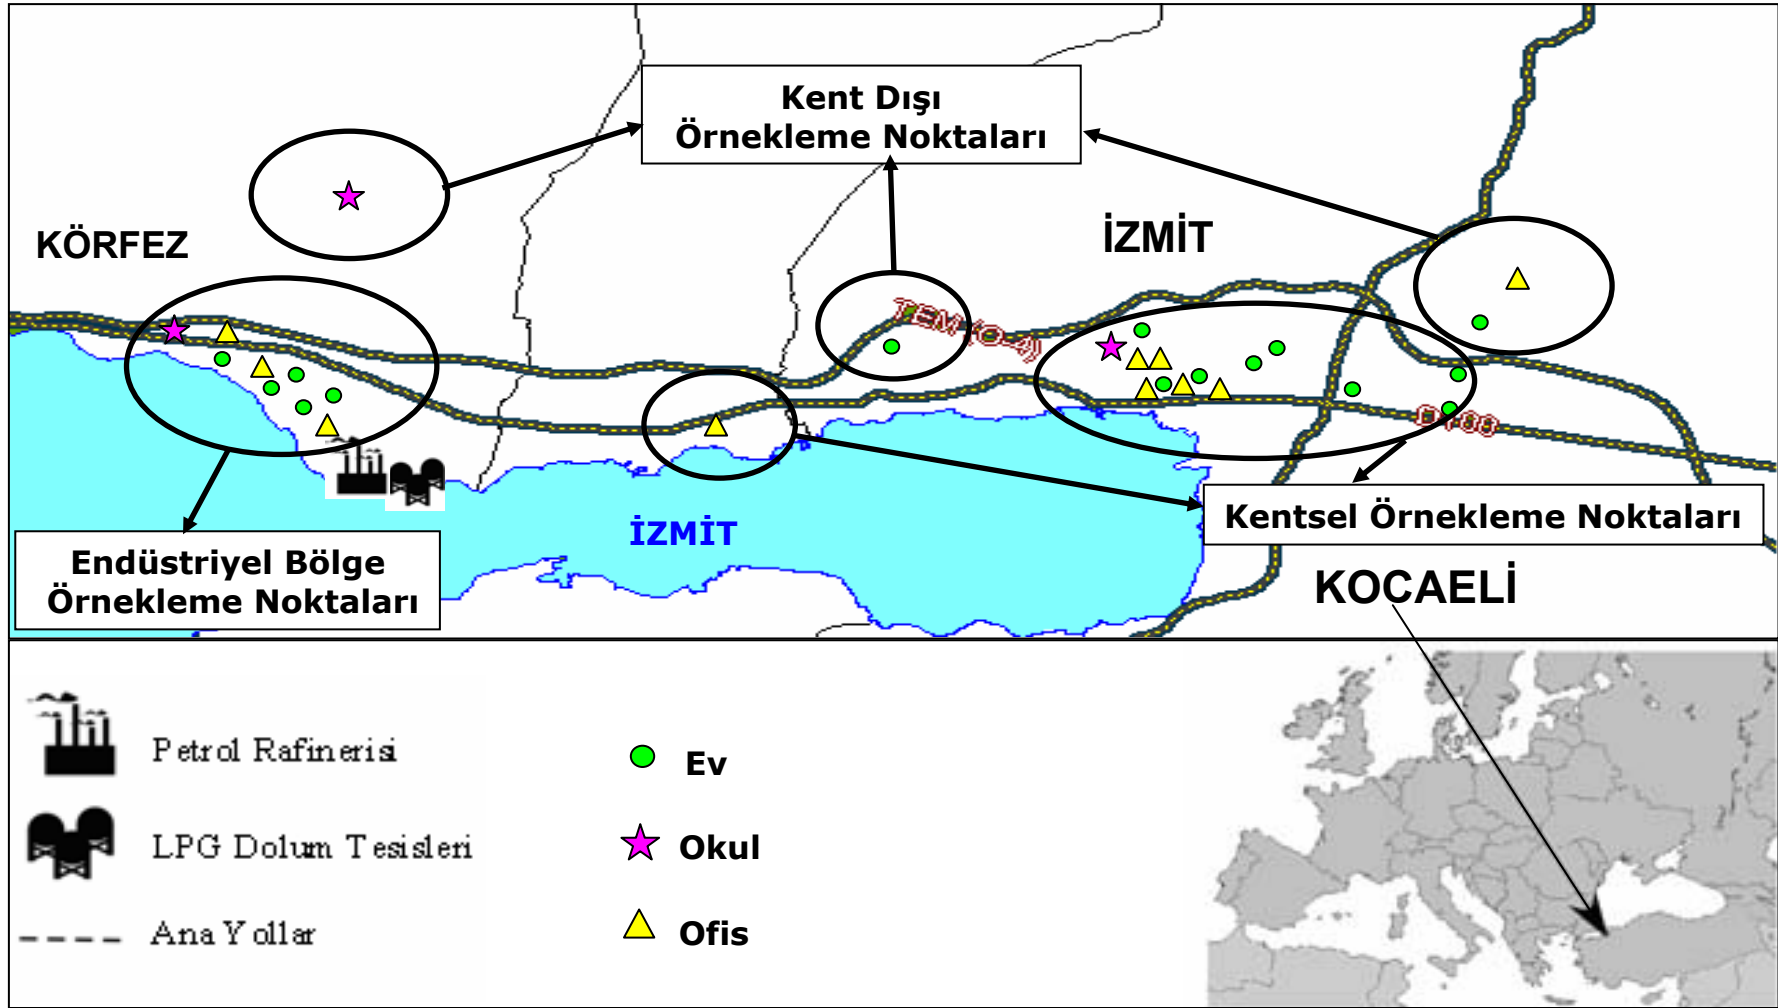 Kent Dışı
Örnekleme Noktaları
KÖRFEZ
İZMİT
TEM (O-4)
D-100
Kentsel Örnekleme Noktaları
İZMİT
Endüstriyel Bölge
Örnekleme Noktaları
KOCAELİ
Petrol Rafinerisi
Ev
LPG Dolum Tesisleri
Okul
Ana Yollar
Ofis